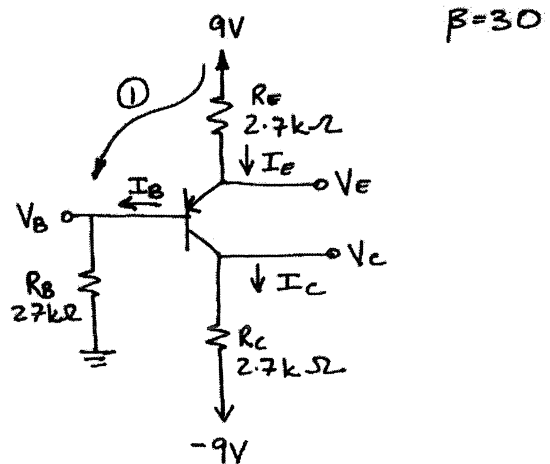 9V
β=30
①
RE
2.7kΩ
IE
VE
IB
VB
VC
IC
RB
27kΩ
RC
2.7kΩ
-9V